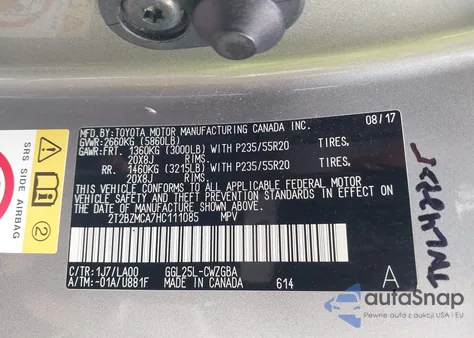 MFD.BY:TOYOTA MOTOR MANUFACTURING CANADA INC. 08/17
GVWR: 2660KG (5860LB)
GAWR:FRT. 1360KG (3000LB) WITH P235/55R20 TIRES,
20X8J RIMS.
RR. 1460KG (3215LB) WITH P235/55R20 TIRES,
20X8J RIMS.
THIS VEHICLE CONFORMS TO ALL APPLICABLE FEDERAL MOTOR
VEHICLE SAFETY AND THEFT PREVENTION STANDARDS IN EFFECT
ON THE DATE OF MANUFACTURE SHOWN ABOVE.
2T2BZMCA7HC111085 MPV
C/TR: 1J7/LA00 GGL25L-CWZGBA
A/TM: -01A/U881F MADE IN CANADA 614 A
SIDE AIRBAG
2
autoSnap
Pewne auta z aukcji USA i EU